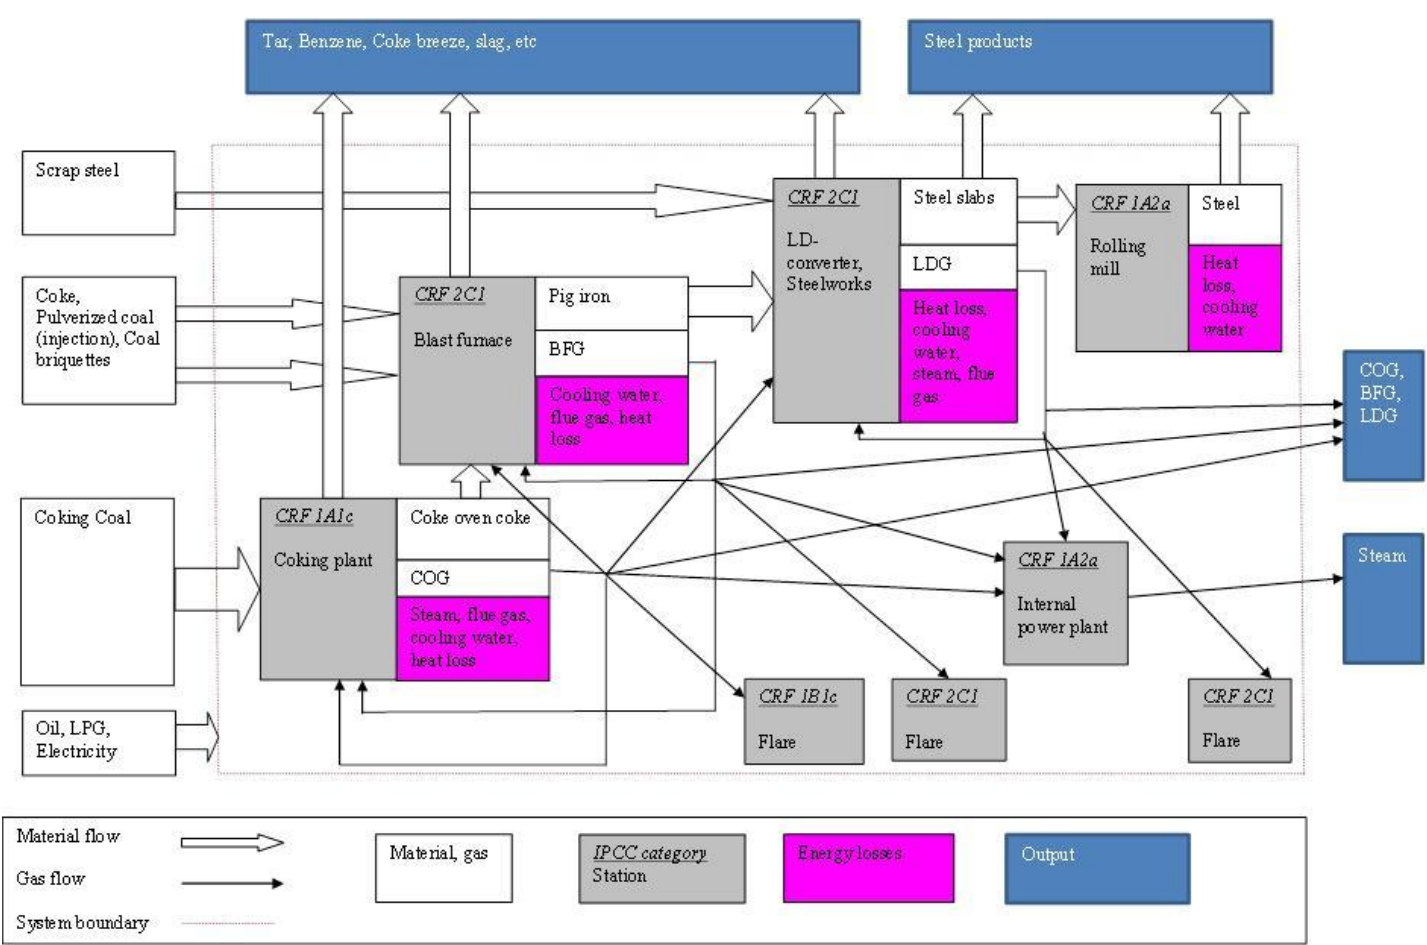 Tar, Benzene, Coke breeze, slag, etc
Steel products
Scrap steel
CRF 2C1
LD-
converter,
Steelworks
Steel slabs
LDG
Heat loss,
cooling
water,
steam, flue
gas
CRF 1A2a
Rolling
mill
Steel
Heat
loss,
cooling
water
Coke,
Pulverized coal
(injection), Coal
briquettes
CRF 2C1
Blast furnace
Pig iron
BFG
Cooling water,
flue gas, heat
loss
COG,
BFG,
LDG
Coking Coal
CRF 1A1c
Coking plant
Coke oven coke
COG
Steam, flue gas,
cooling water,
heat loss
CRF 1A2a
Internal
power plant
Steam
Oil, LPG,
Electricity
CRF 1B1c
Flare
CRF 2C1
Flare
CRF 2C1
Flare
Material flow
Gas flow
System boundary
Material, gas
IPCC category
Station
Energy losses
Output